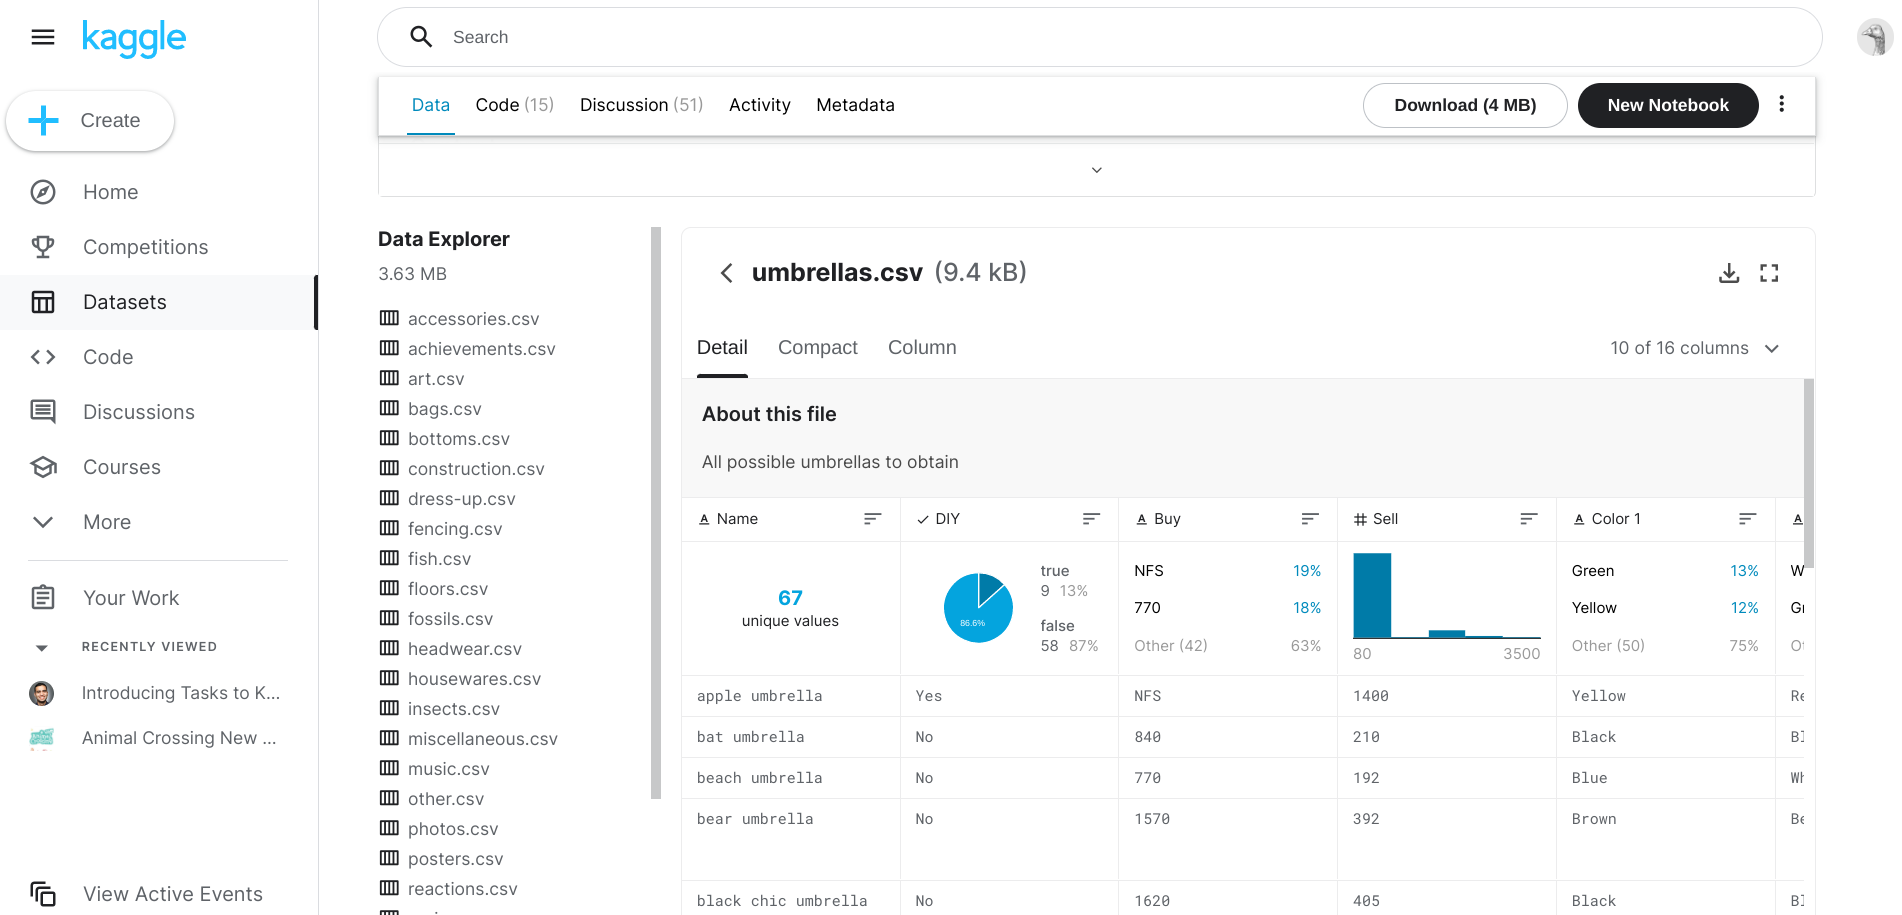 kaggle
Search
Create
Data
Code (15)
Discussion (51)
Activity
Metadata
Download (4 MB)
New Notebook
Home
Competitions
Datasets
Code
Discussions
Courses
More
Your Work
RECENTLY VIEWED
Introducing Tasks to K...
Animal Crossing New ...
View Active Events
Data Explorer
3.63 MB
accessories.csv
achievements.csv
art.csv
bags.csv
bottoms.csv
construction.csv
dress-up.csv
fencing.csv
fish.csv
floors.csv
fossils.csv
headwear.csv
housewares.csv
insects.csv
miscellaneous.csv
music.csv
other.csv
photos.csv
posters.csv
reactions.csv
umbrellas.csv (9.4 kB)
Detail
Compact
Column
10 of 16 columns
About this file
All possible umbrellas to obtain
Name
DIY
Buy
Sell
Color 1
67
unique values
86.6%
true
9 13%
false
58 87%
NFS 19%
770 18%
Other (42) 63%
80 3500
Green 13%
Yellow 12%
Other (50) 75%
apple umbrella Yes NFS 1400 Yellow
bat umbrella No 840 210 Black
beach umbrella No 770 192 Blue
bear umbrella No 1570 392 Brown
black chic umbrella No 1620 405 Black